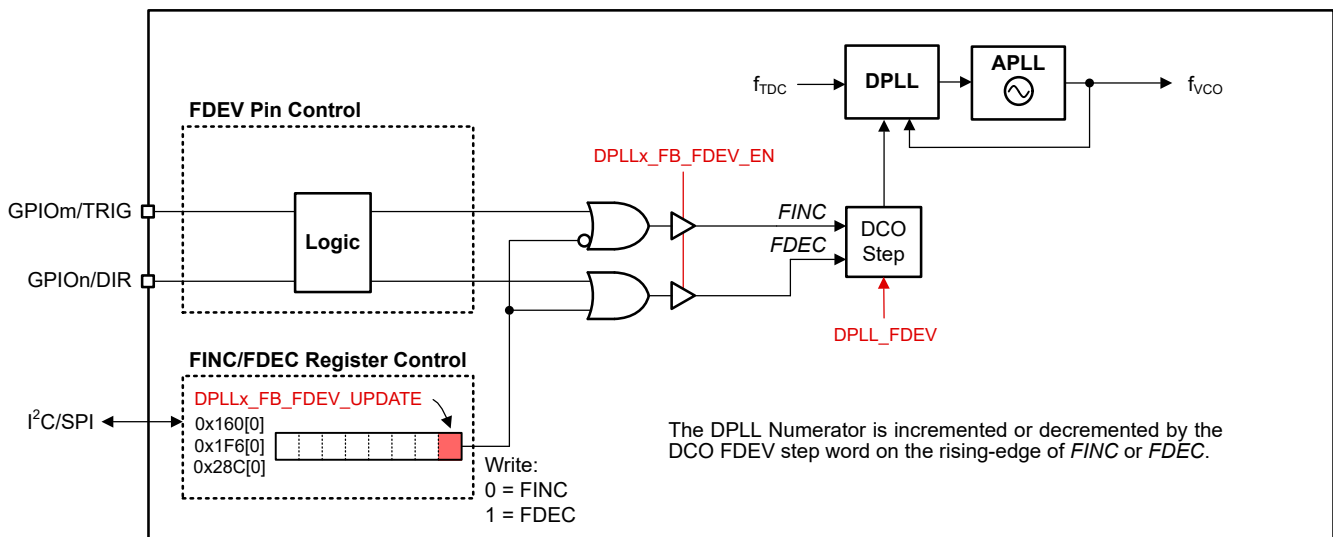 FDEV Pin Control
GPIOm/TRIG
GPIOn/DIR
Logic
DPLLx_FB_FDEV_EN
FINC
FDEC
DCO
Step
DPLL_FDEV
fTDC
DPLL
APLL
fVCO
FINC/FDEC Register Control
DPLLx_FB_FDEV_UPDATE
I²C/SPI
0x160[0]
0x1F6[0]
0x28C[0]
Write:
0 = FINC
1 = FDEC
The DPLL Numerator is incremented or decremented by the
DCO FDEV step word on the rising-edge of FINC or FDEC.